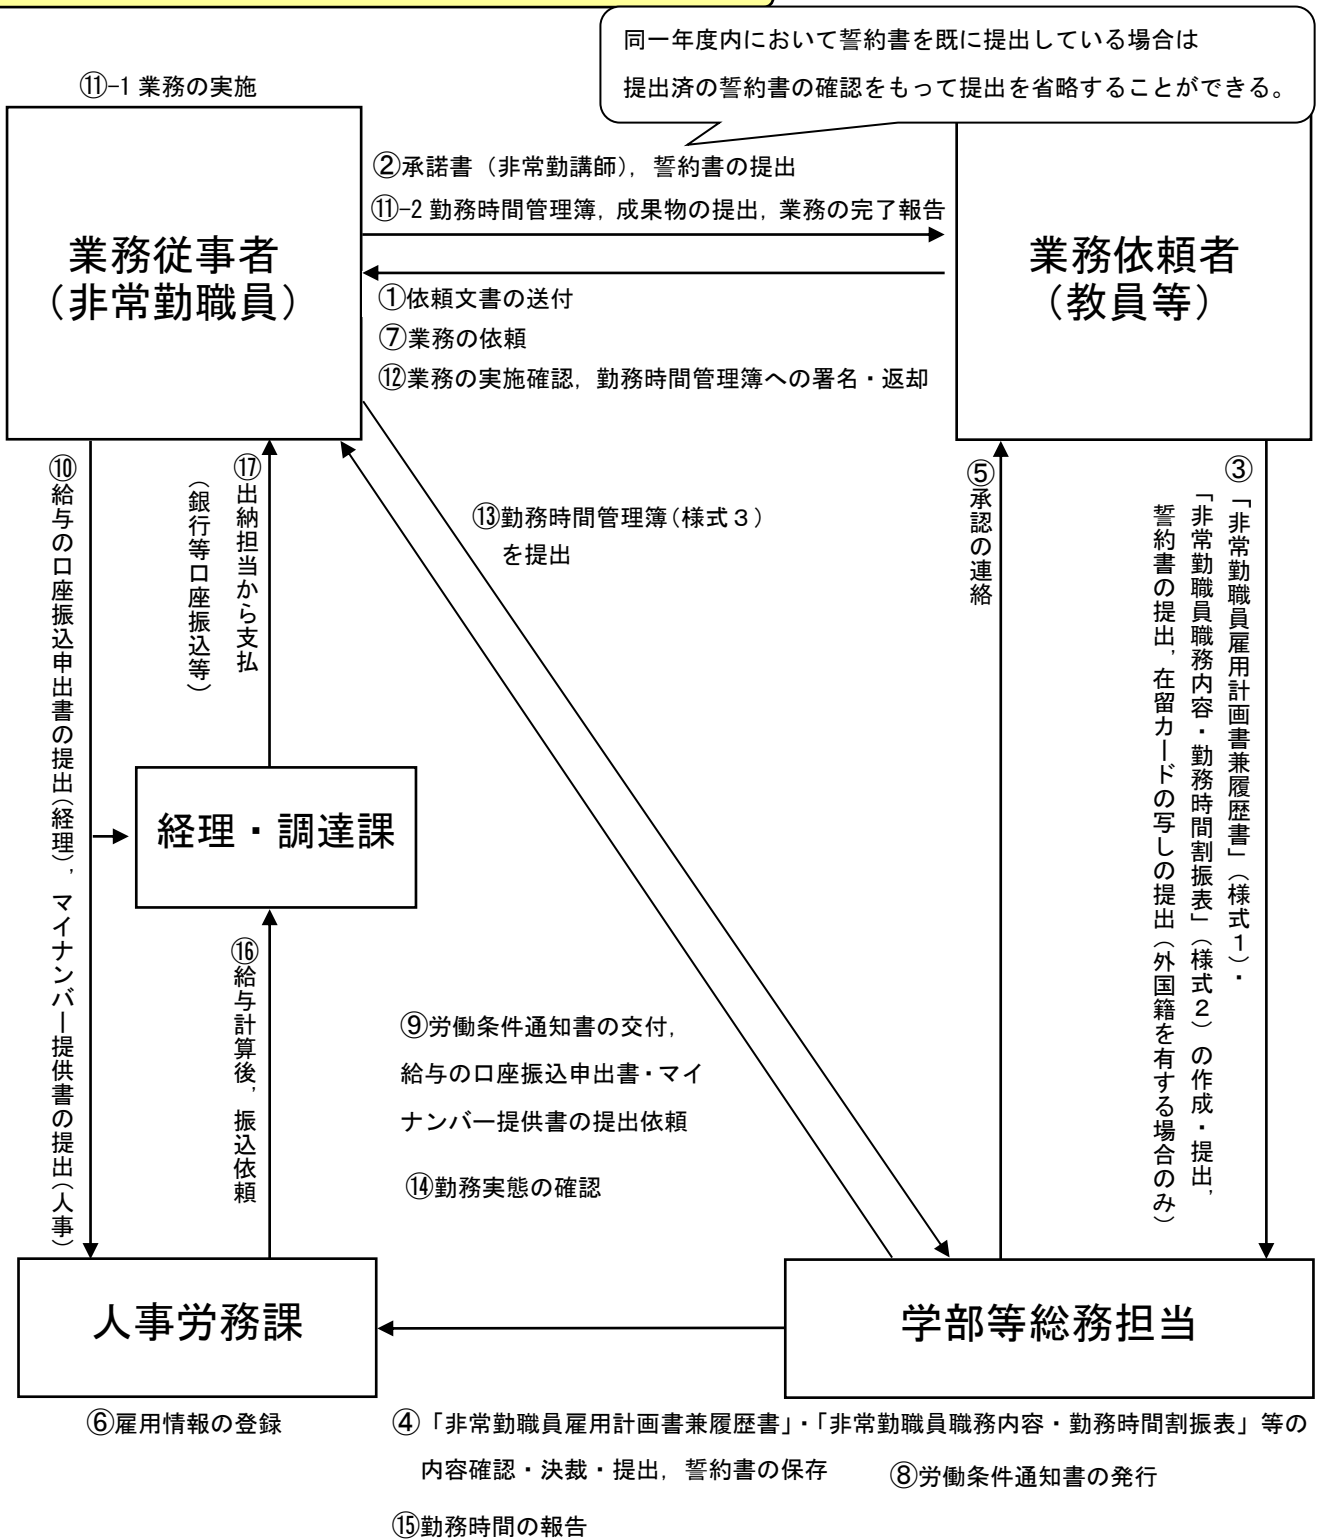 同一年度内において誓約書を既に提出している場合は
提出済の誓約書の確認をもって提出を省略することができる。
⑪-1 業務の実施
②承諾書（非常勤講師），誓約書の提出
⑪-2 勤務時間管理簿，成果物の提出，業務の完了報告
業務従事者
（非常勤職員）
業務依頼者
（教員等）
①依頼文書の送付
⑦業務の依頼
⑫業務の実施確認，勤務時間管理簿への署名・返却
⑩給与の口座振込申出書の提出（経理），マイナンバー提供書の提出（人事）
⑰出納担当から支払
（銀行等口座振込等）
⑬勤務時間管理簿（様式３）
を提出
⑤承認の連絡
③「非常勤職員雇用計画書兼履歴書」（様式１）・
「非常勤職員職務内容・勤務時間割振表」（様式２）の作成・提出，
誓約書の提出，在留カードの写しの提出（外国籍を有する場合のみ）
経理・調達課
⑯給与計算後，振込依頼
⑨労働条件通知書の交付，
給与の口座振込申出書・マイ
ナンバー提供書の提出依頼
⑭勤務実態の確認
人事労務課
学部等総務担当
⑥雇用情報の登録
④「非常勤職員雇用計画書兼履歴書」・「非常勤職員職務内容・勤務時間割振表」等の
内容確認・決裁・提出，誓約書の保存
⑧労働条件通知書の発行
⑮勤務時間の報告